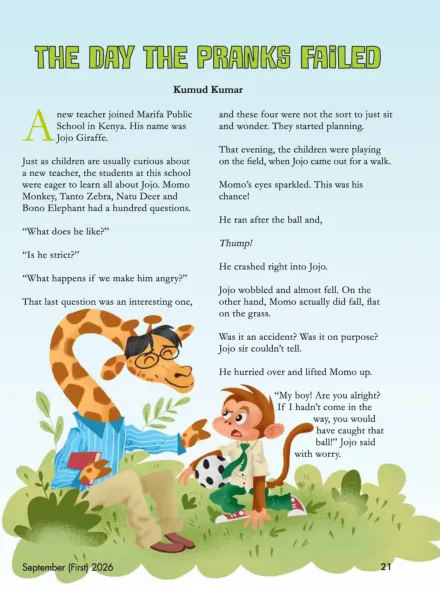 THE DAY THE PRANKS FAiLED
Kumud Kumar
A new teacher joined Marifa Public
School in Kenya. His name was
Jojo Giraffe.
Just as children are usually curious about
a new teacher, the students at this school
were eager to learn all about Jojo. Momo
Monkey, Tanto Zebra, Natu Deer and
Bono Elephant had a hundred questions.
“What does he like?”
“Is he strict?”
“What happens if we make him angry?”
That last question was an interesting one,
and these four were not the sort to just sit
and wonder. They started planning.
That evening, the children were playing
on the field, when Jojo came out for a walk.
Momo’s eyes sparkled. This was his
chance!
He ran after the ball and,
Thump!
He crashed right into Jojo.
Jojo wobbled and almost fell. On the
other hand, Momo actually did fall, flat
on the grass.
Was it an accident? Was it on purpose?
Jojo sir couldn’t tell.
He hurried over and lifted Momo up.
“My boy! Are you alright?
If I hadn’t come in the
way, you would
have caught that
ball!” Jojo said
with worry.
September (First) 2026
21